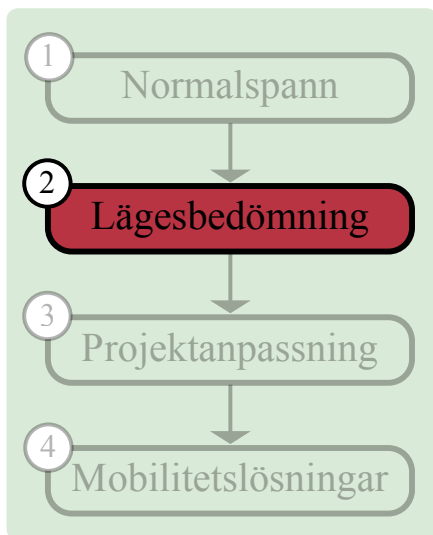 1
Normalspann
2
Lägesbedömning
3
Projektanpassning
4
Mobilitetslösningar